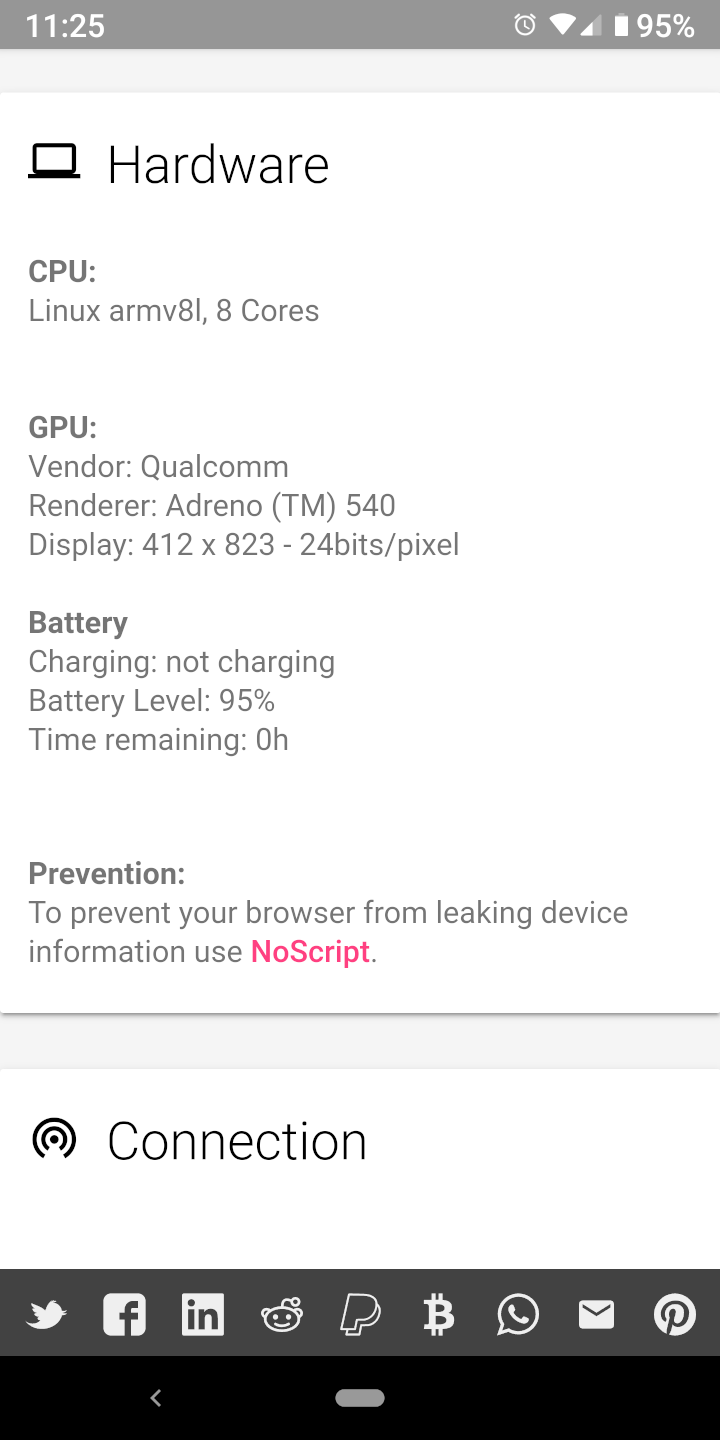 11:25 95%
Hardware
CPU:
Linux armv8l, 8 Cores
GPU:
Vendor: Qualcomm
Renderer: Adreno (TM) 540
Display: 412 x 823 - 24bits/pixel
Battery
Charging: not charging
Battery Level: 95%
Time remaining: 0h
Prevention:
To prevent your browser from leaking device
information use NoScript.
Connection